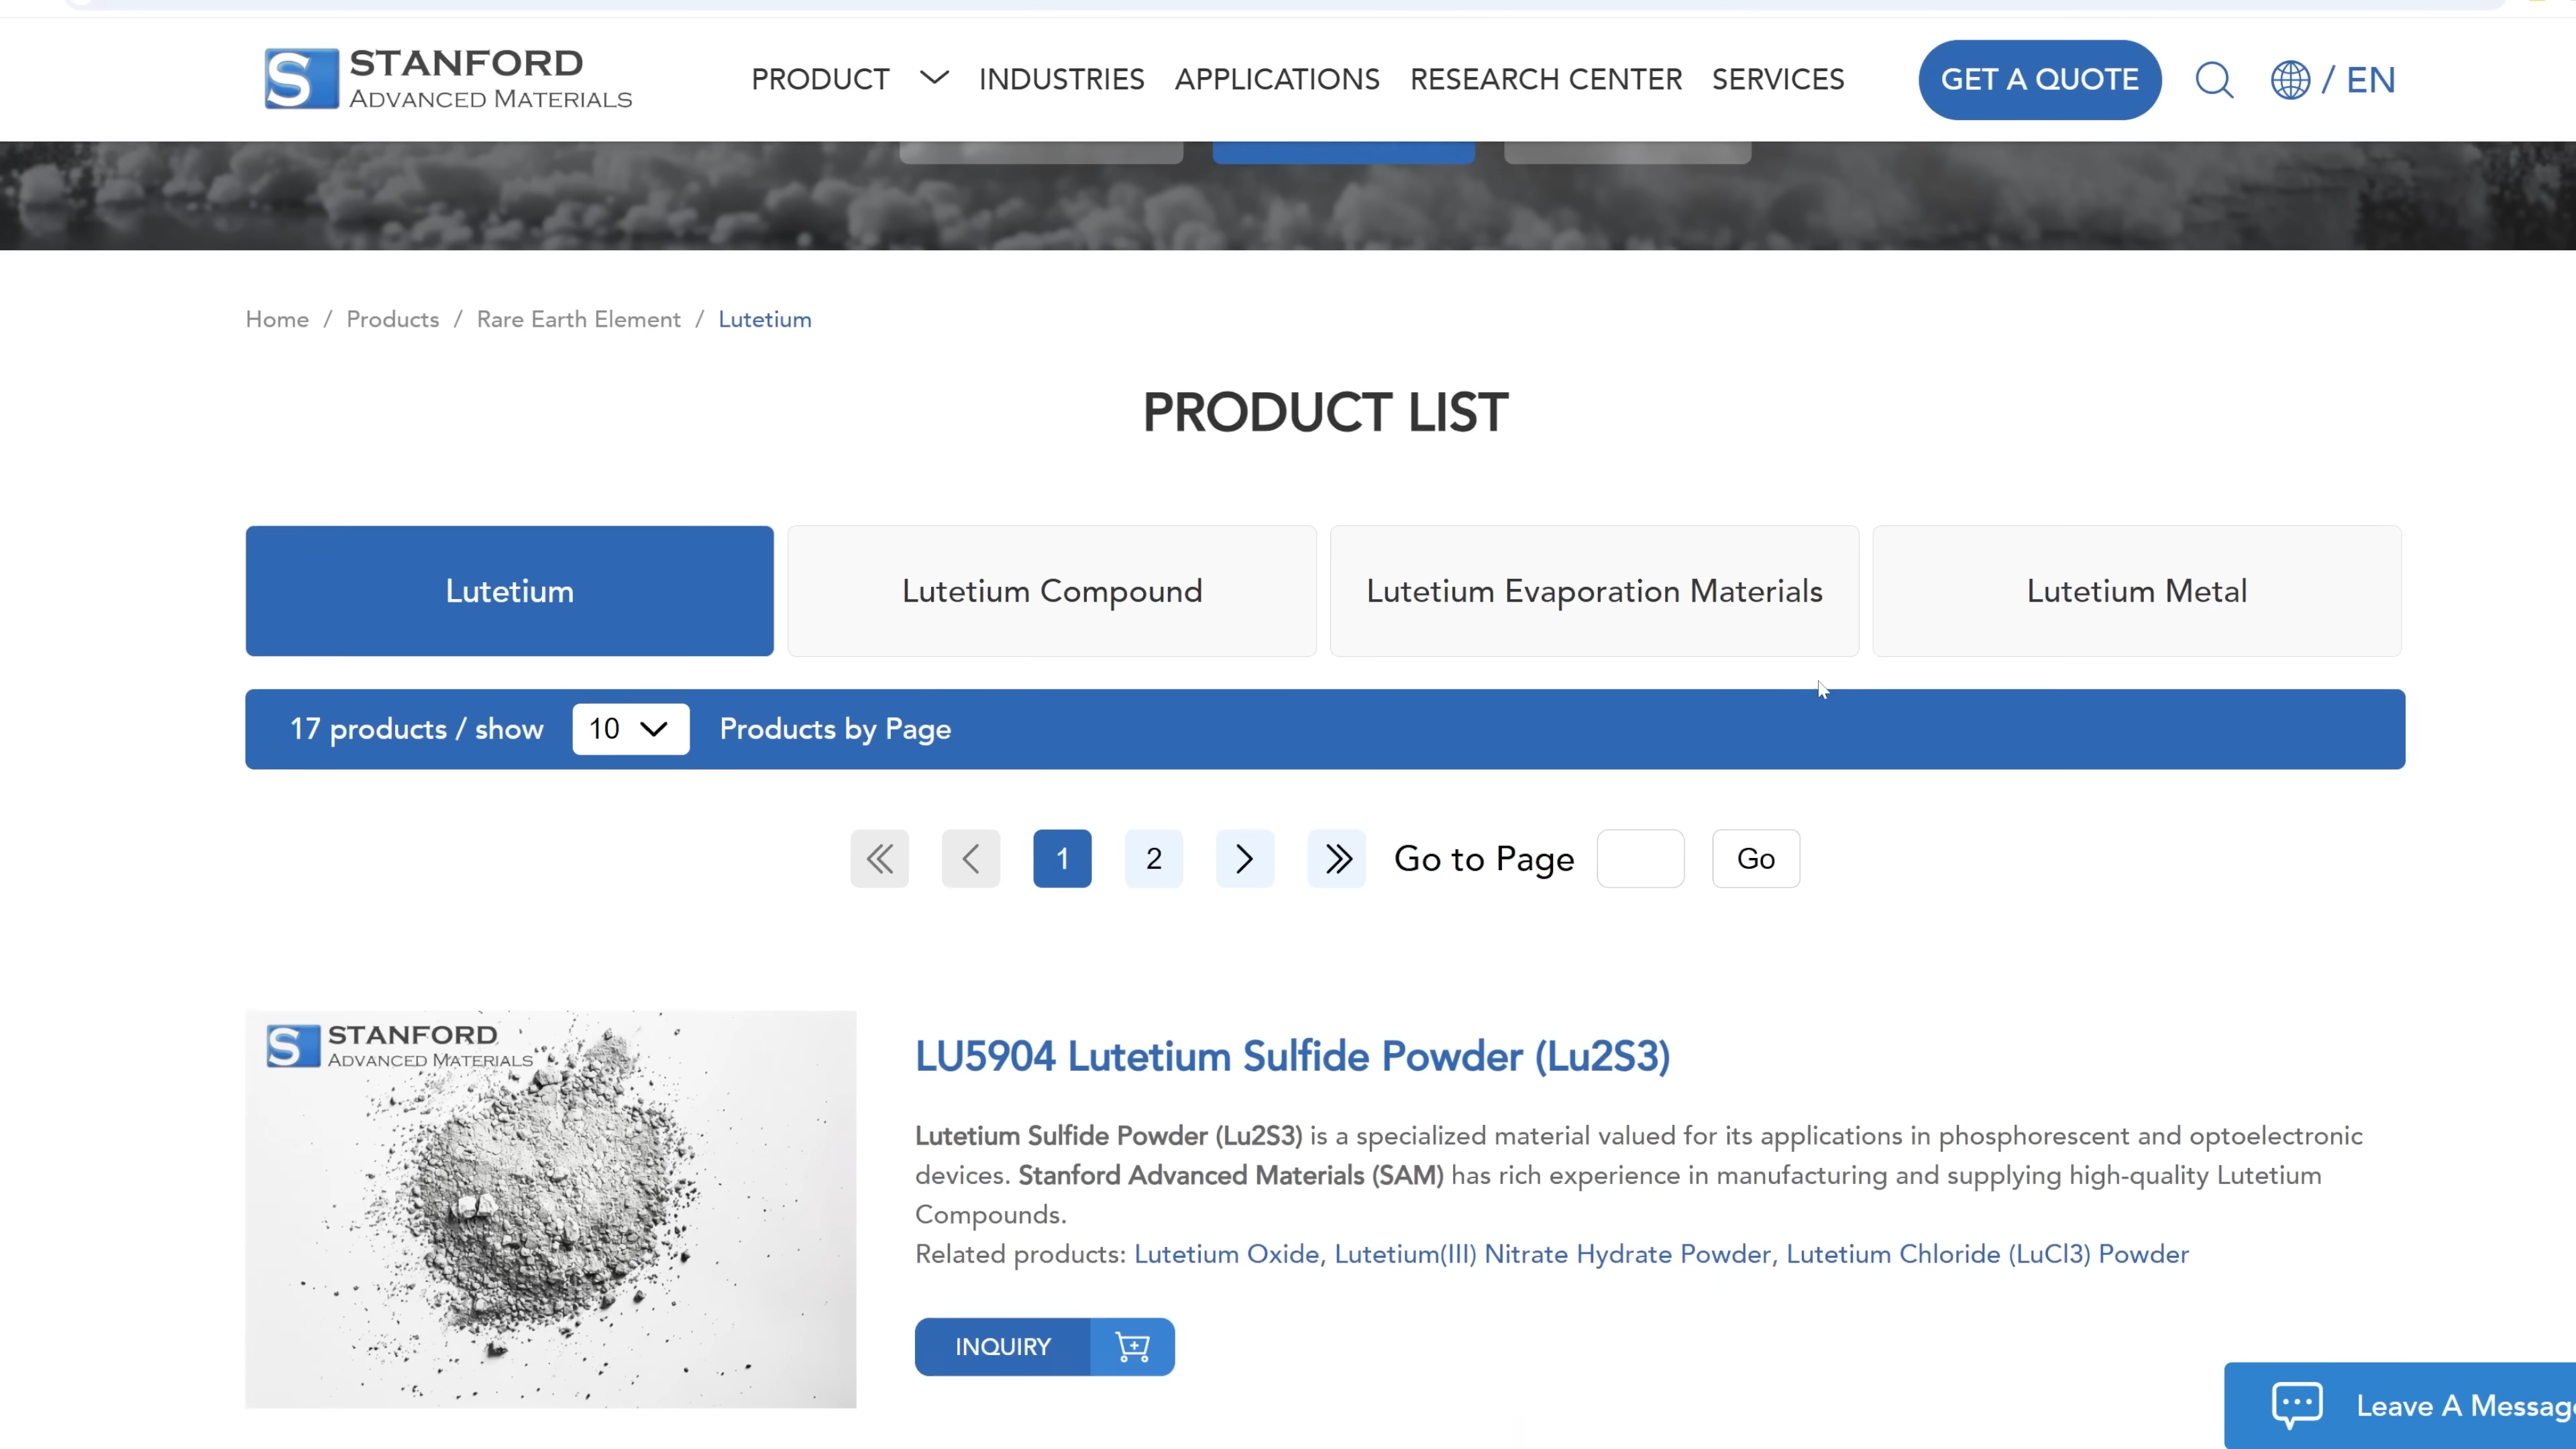 STANFORD
ADVANCED MATERIALS
PRODUCT INDUSTRIES APPLICATIONS RESEARCH CENTER SERVICES GET A QUOTE / EN
Home / Products / Rare Earth Element / Lutetium
PRODUCT LIST
Lutetium Lutetium Compound Lutetium Evaporation Materials Lutetium Metal
17 products / show 10 Products by Page
1 2 Go to Page Go
STANFORD
ADVANCED MATERIALS
LU5904 Lutetium Sulfide Powder (Lu2S3)
Lutetium Sulfide Powder (Lu2S3) is a specialized material valued for its applications in phosphorescent and optoelectronic
devices. Stanford Advanced Materials (SAM) has rich experience in manufacturing and supplying high-quality Lutetium
Compounds.
Related products: Lutetium Oxide, Lutetium(III) Nitrate Hydrate Powder, Lutetium Chloride (LuCl3) Powder
INQUIRY
Leave A Message